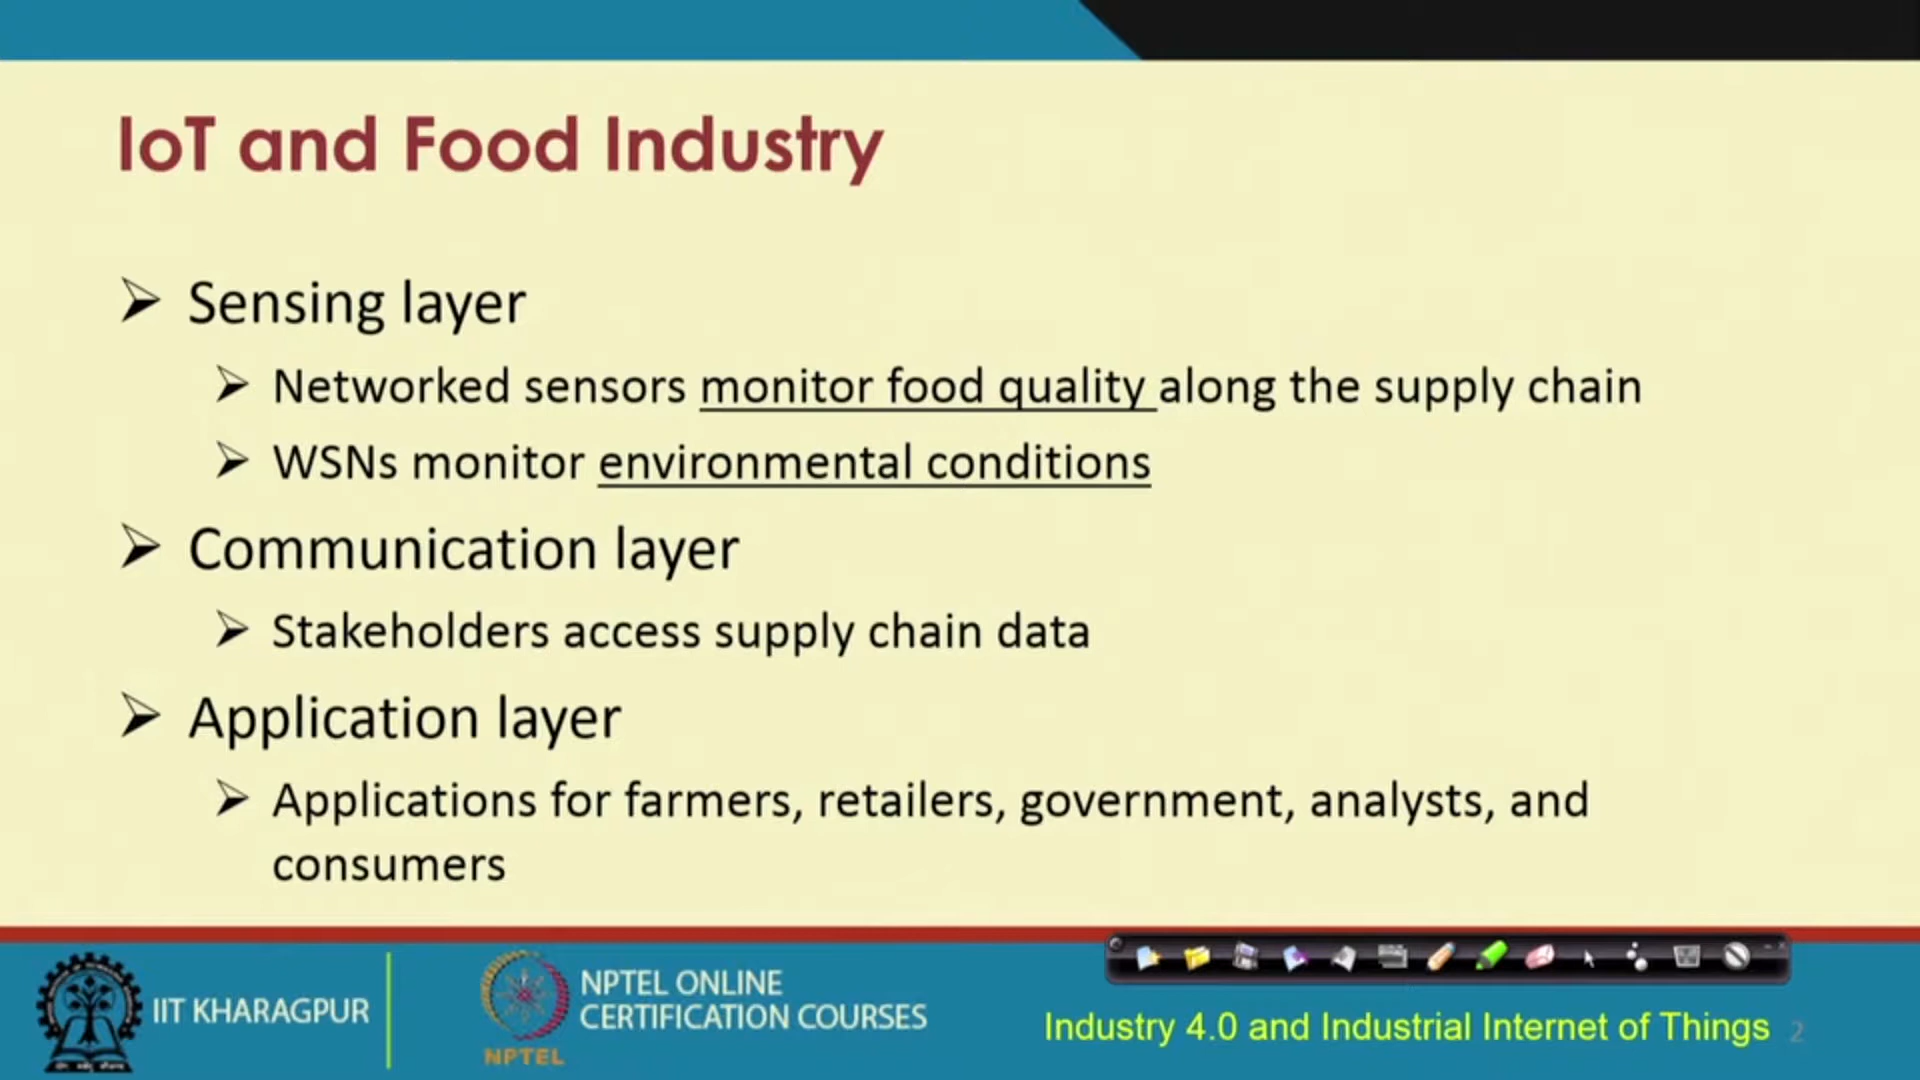 IoT and Food Industry
➢ Sensing layer
➢ Networked sensors monitor food quality along the supply chain
➢ WSNs monitor environmental conditions
➢ Communication layer
➢ Stakeholders access supply chain data
➢ Application layer
➢ Applications for farmers, retailers, government, analysts, and
consumers
IIT KHARAGPUR
NPTEL ONLINE
CERTIFICATION COURSES
NPTEL
Industry 4.0 and Industrial Internet of Things 2